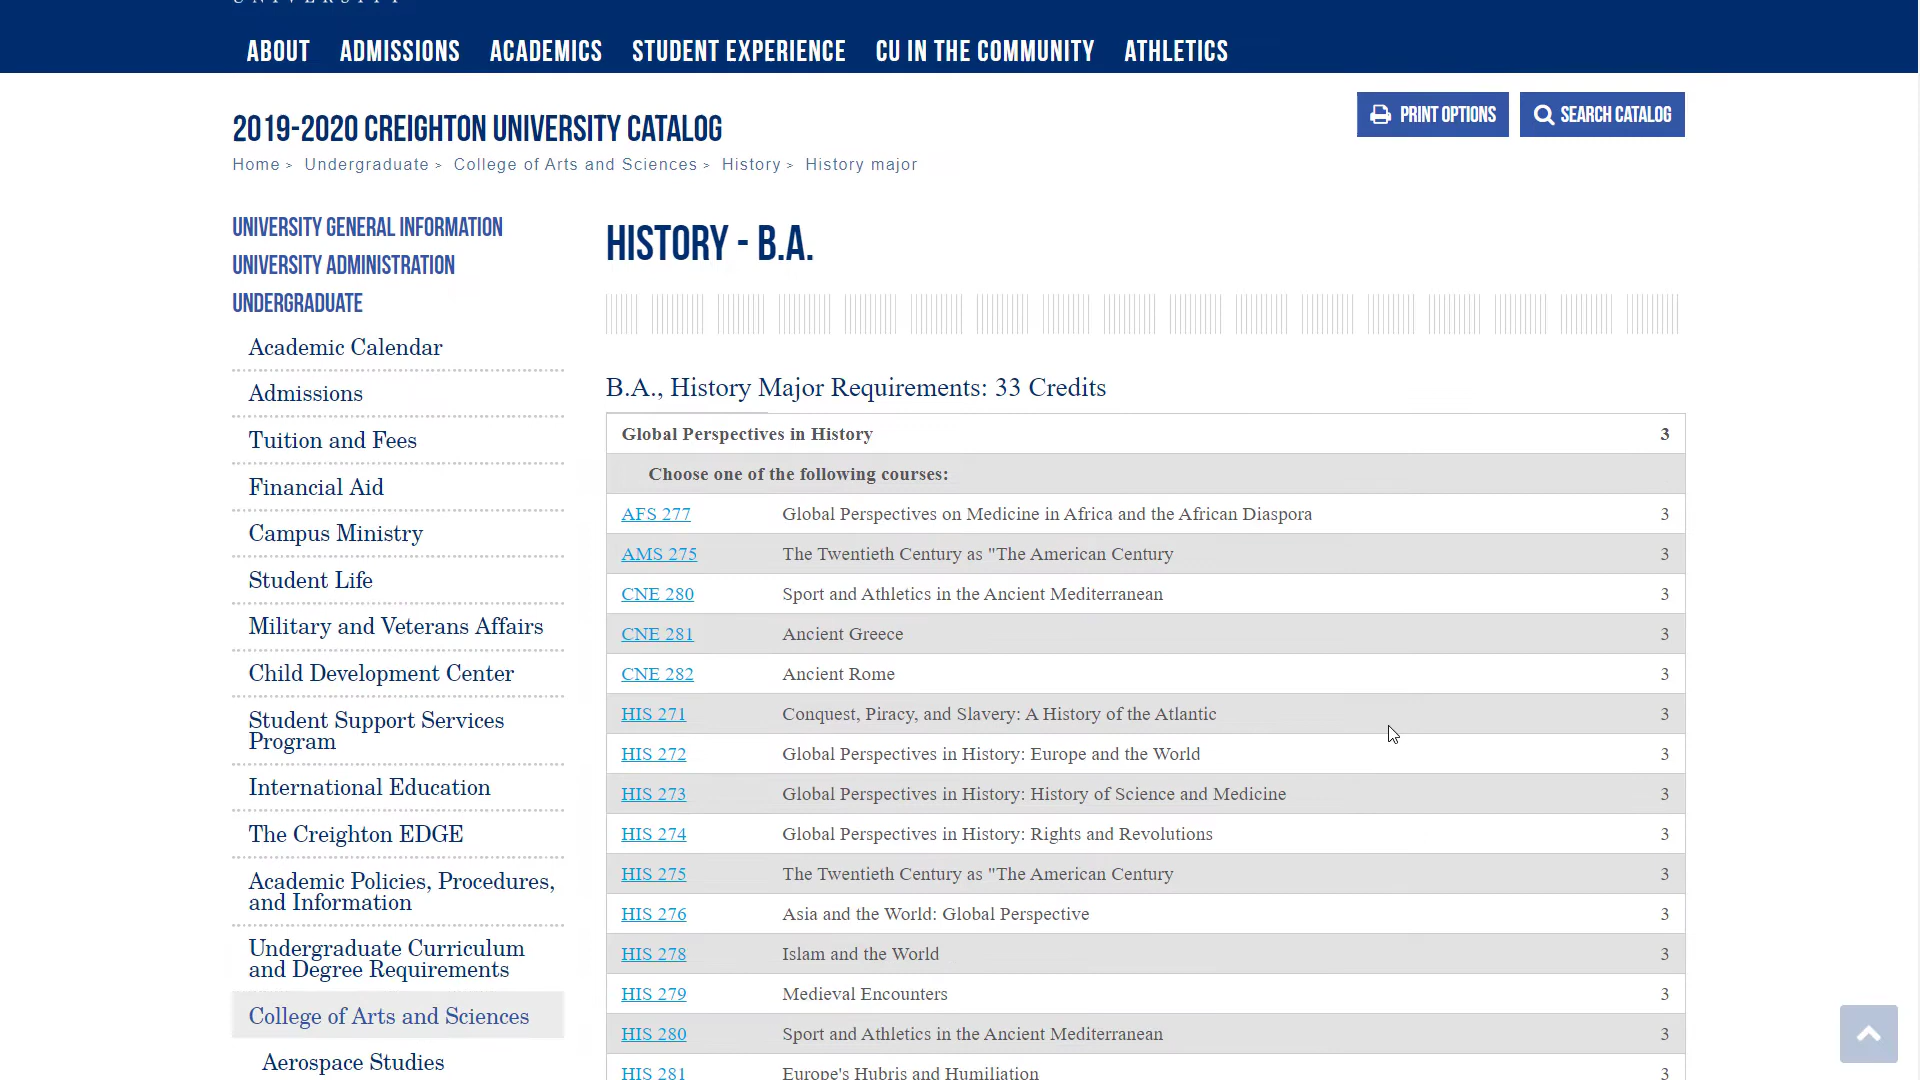 ABOUT ADMISSIONS ACADEMICS STUDENT EXPERIENCE CU IN THE COMMUNITY ATHLETICS
2019-2020 CREIGHTON UNIVERSITY CATALOG
PRINT OPTIONS
SEARCH CATALOG
Home > Undergraduate > College of Arts and Sciences > History > History major
UNIVERSITY GENERAL INFORMATION
UNIVERSITY ADMINISTRATION
UNDERGRADUATE
Academic Calendar
Admissions
Tuition and Fees
Financial Aid
Campus Ministry
Student Life
Military and Veterans Affairs
Child Development Center
Student Support Services
Program
International Education
The Creighton EDGE
Academic Policies, Procedures,
and Information
Undergraduate Curriculum
and Degree Requirements
College of Arts and Sciences
Aerospace Studies
HISTORY - B.A.
B.A., History Major Requirements: 33 Credits
Global Perspectives in History 3
Choose one of the following courses:
AFS 277 Global Perspectives on Medicine in Africa and the African Diaspora 3
AMS 275 The Twentieth Century as "The American Century 3
CNE 280 Sport and Athletics in the Ancient Mediterranean 3
CNE 281 Ancient Greece 3
CNE 282 Ancient Rome 3
HIS 271 Conquest, Piracy, and Slavery: A History of the Atlantic 3
HIS 272 Global Perspectives in History: Europe and the World 3
HIS 273 Global Perspectives in History: History of Science and Medicine 3
HIS 274 Global Perspectives in History: Rights and Revolutions 3
HIS 275 The Twentieth Century as "The American Century 3
HIS 276 Asia and the World: Global Perspective 3
HIS 278 Islam and the World 3
HIS 279 Medieval Encounters 3
HIS 280 Sport and Athletics in the Ancient Mediterranean 3
HIS 281 Europe's Hubris and Humiliation 3